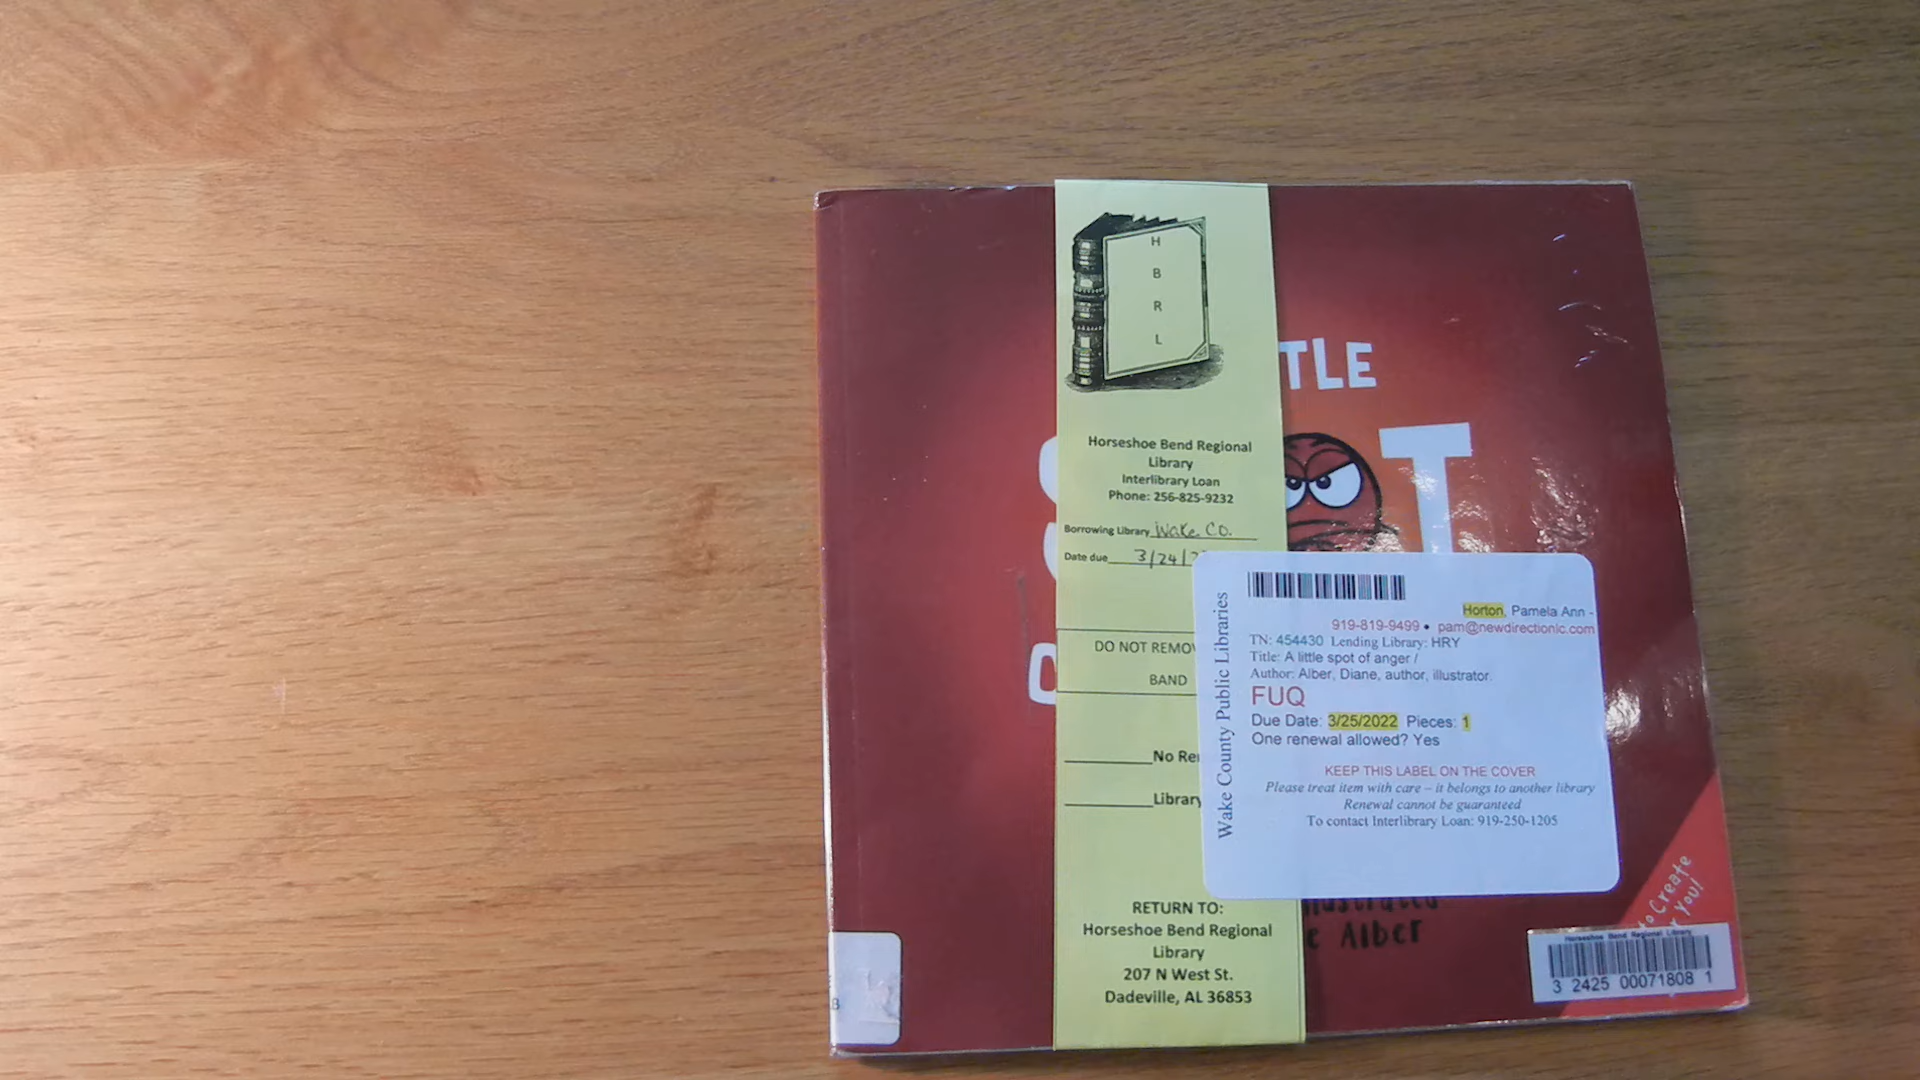 H
B
R
L
TLE
T
Horseshoe Bend Regional
Library
Interlibrary Loan
Phone: 256-825-9232
Borrowing Library Wake Co.
Date due 3/24/
DO NOT REMOV
BAND
No Re
Library
RETURN TO:
Horseshoe Bend Regional
Library
207 N West St.
Dadeville, AL 36853
Wake County Public Libraries
Horton, Pamela Ann -
919-819-9499 • pam@newdirectionlc.com
TN: 454430 Lending Library: HRY
Title: A little spot of anger /
Author: Alber, Diane, author, illustrator.
FUQ
Due Date: 3/25/2022 Pieces: 1
One renewal allowed? Yes
KEEP THIS LABEL ON THE COVER
Please treat item with care – it belongs to another library
Renewal cannot be guaranteed
To contact Interlibrary Loan: 919-250-1205
e Alber
o Create
You!
Horseshoe Bend Regional Library
3 2425 00071808 1
B